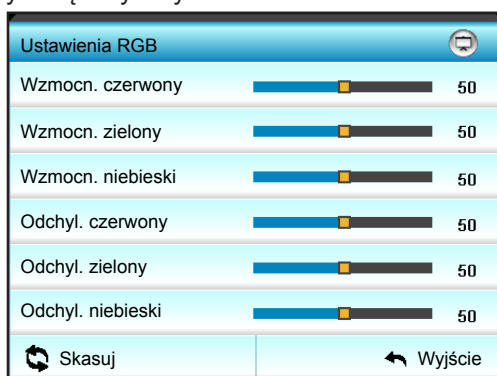 Ustawienia RGB
Wzmocn. czerwony 50
Wzmocn. zielony 50
Wzmocn. niebieski 50
Odchyl. czerwony 50
Odchyl. zielony 50
Odchyl. niebieski 50
Skasuj Wyjście